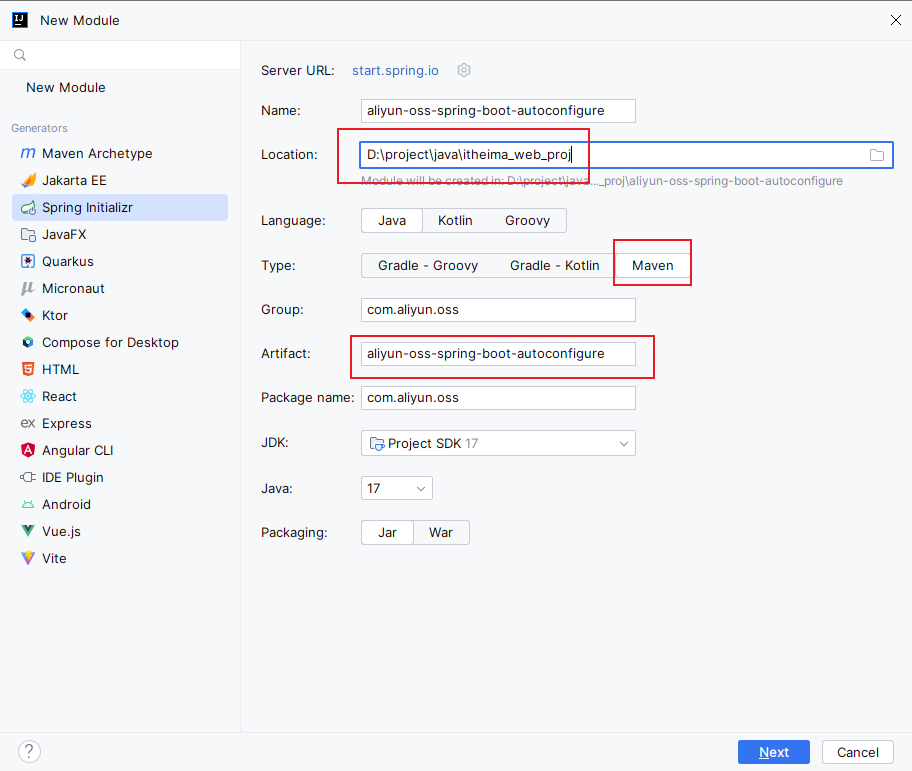 New Module
New Module
Generators
Maven Archetype
Jakarta EE
Spring Initializr
JavaFX
Quarkus
Micronaut
Ktor
Compose for Desktop
HTML
React
Express
Angular CLI
IDE Plugin
Android
Vue.js
Vite
Server URL: start.spring.io
Name: aliyun-oss-spring-boot-autoconfigure
Location: D:\project\java\itheima_web_proj
Module will be created in: D:\project\java..._proj\aliyun-oss-spring-boot-autoconfigure
Language: Java Kotlin Groovy
Type: Gradle - Groovy Gradle - Kotlin Maven
Group: com.aliyun.oss
Artifact: aliyun-oss-spring-boot-autoconfigure
Package name: com.aliyun.oss
JDK: Project SDK 17
Java: 17
Packaging: Jar War
? Next Cancel